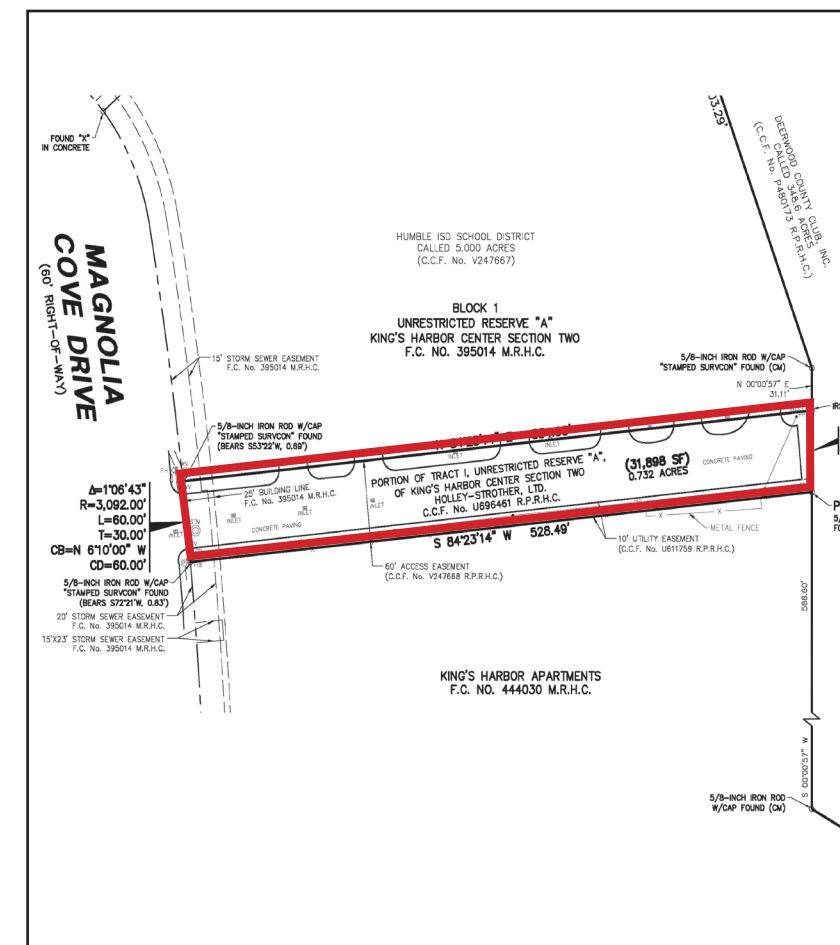 FOUND "X"
IN CONCRETE
03.29'
DEERWOOD COUNTY CLUB, INC.
CALLED 348.6 ACRES
(C.C.F. No. P480173 R.P.R.H.C.)
MAGNOLIA
COVE DRIVE
(60' RIGHT-OF-WAY)
HUMBLE ISD SCHOOL DISTRICT
CALLED 5.000 ACRES
(C.C.F. No. V247667)
BLOCK 1
UNRESTRICTED RESERVE "A"
KING'S HARBOR CENTER SECTION TWO
F.C. NO. 395014 M.R.H.C.
15' STORM SEWER EASEMENT
F.C. No. 395014 M.R.H.C.
5/8-INCH IRON ROD W/CAP
"STAMPED SURVCON" FOUND (CM)
N 00'00'57" E
31.11'
5/8-INCH IRON ROD W/CAP
"STAMPED SURVCON" FOUND
(BEARS S53'22'W, 0.69')
INLET
INLET
INLET
INLET
Δ=1°06'43"
R=3,092.00'
L=60.00'
T=30.00'
CB=N 6°10'00" W
CD=60.00'
25' BUILDING LINE
F.C. No. 395014 M.R.H.C.
PORTION OF TRACT I, UNRESTRICTED RESERVE "A",
OF KING'S HARBOR CENTER SECTION TWO
HOLLEY-STROTHER, LTD.
C.C.F. No. U696461 R.P.R.H.C.
(31,898 SF)
0.732 ACRES
CONCRETE PAVING
INLET
INLET
CONCRETE PAVING
INLET
INLET
S 84'23'14" W 528.49'
METAL FENCE
10' UTILITY EASEMENT
(C.C.F. No. U611759 R.P.R.H.C.)
60' ACCESS EASEMENT
(C.C.F. No. V247668 R.P.R.H.C.)
5/8-INCH IRON ROD W/CAP
"STAMPED SURVCON" FOUND
(BEARS S72'21'W, 0.83')
20' STORM SEWER EASEMENT
F.C. No. 395014 M.R.H.C.
15'X23' STORM SEWER EASEMENT
F.C. No. 395014 M.R.H.C.
588.60'
S 00'00'57" W
KING'S HARBOR APARTMENTS
F.C. NO. 444030 M.R.H.C.
5/8-INCH IRON ROD
W/CAP FOUND (CM)